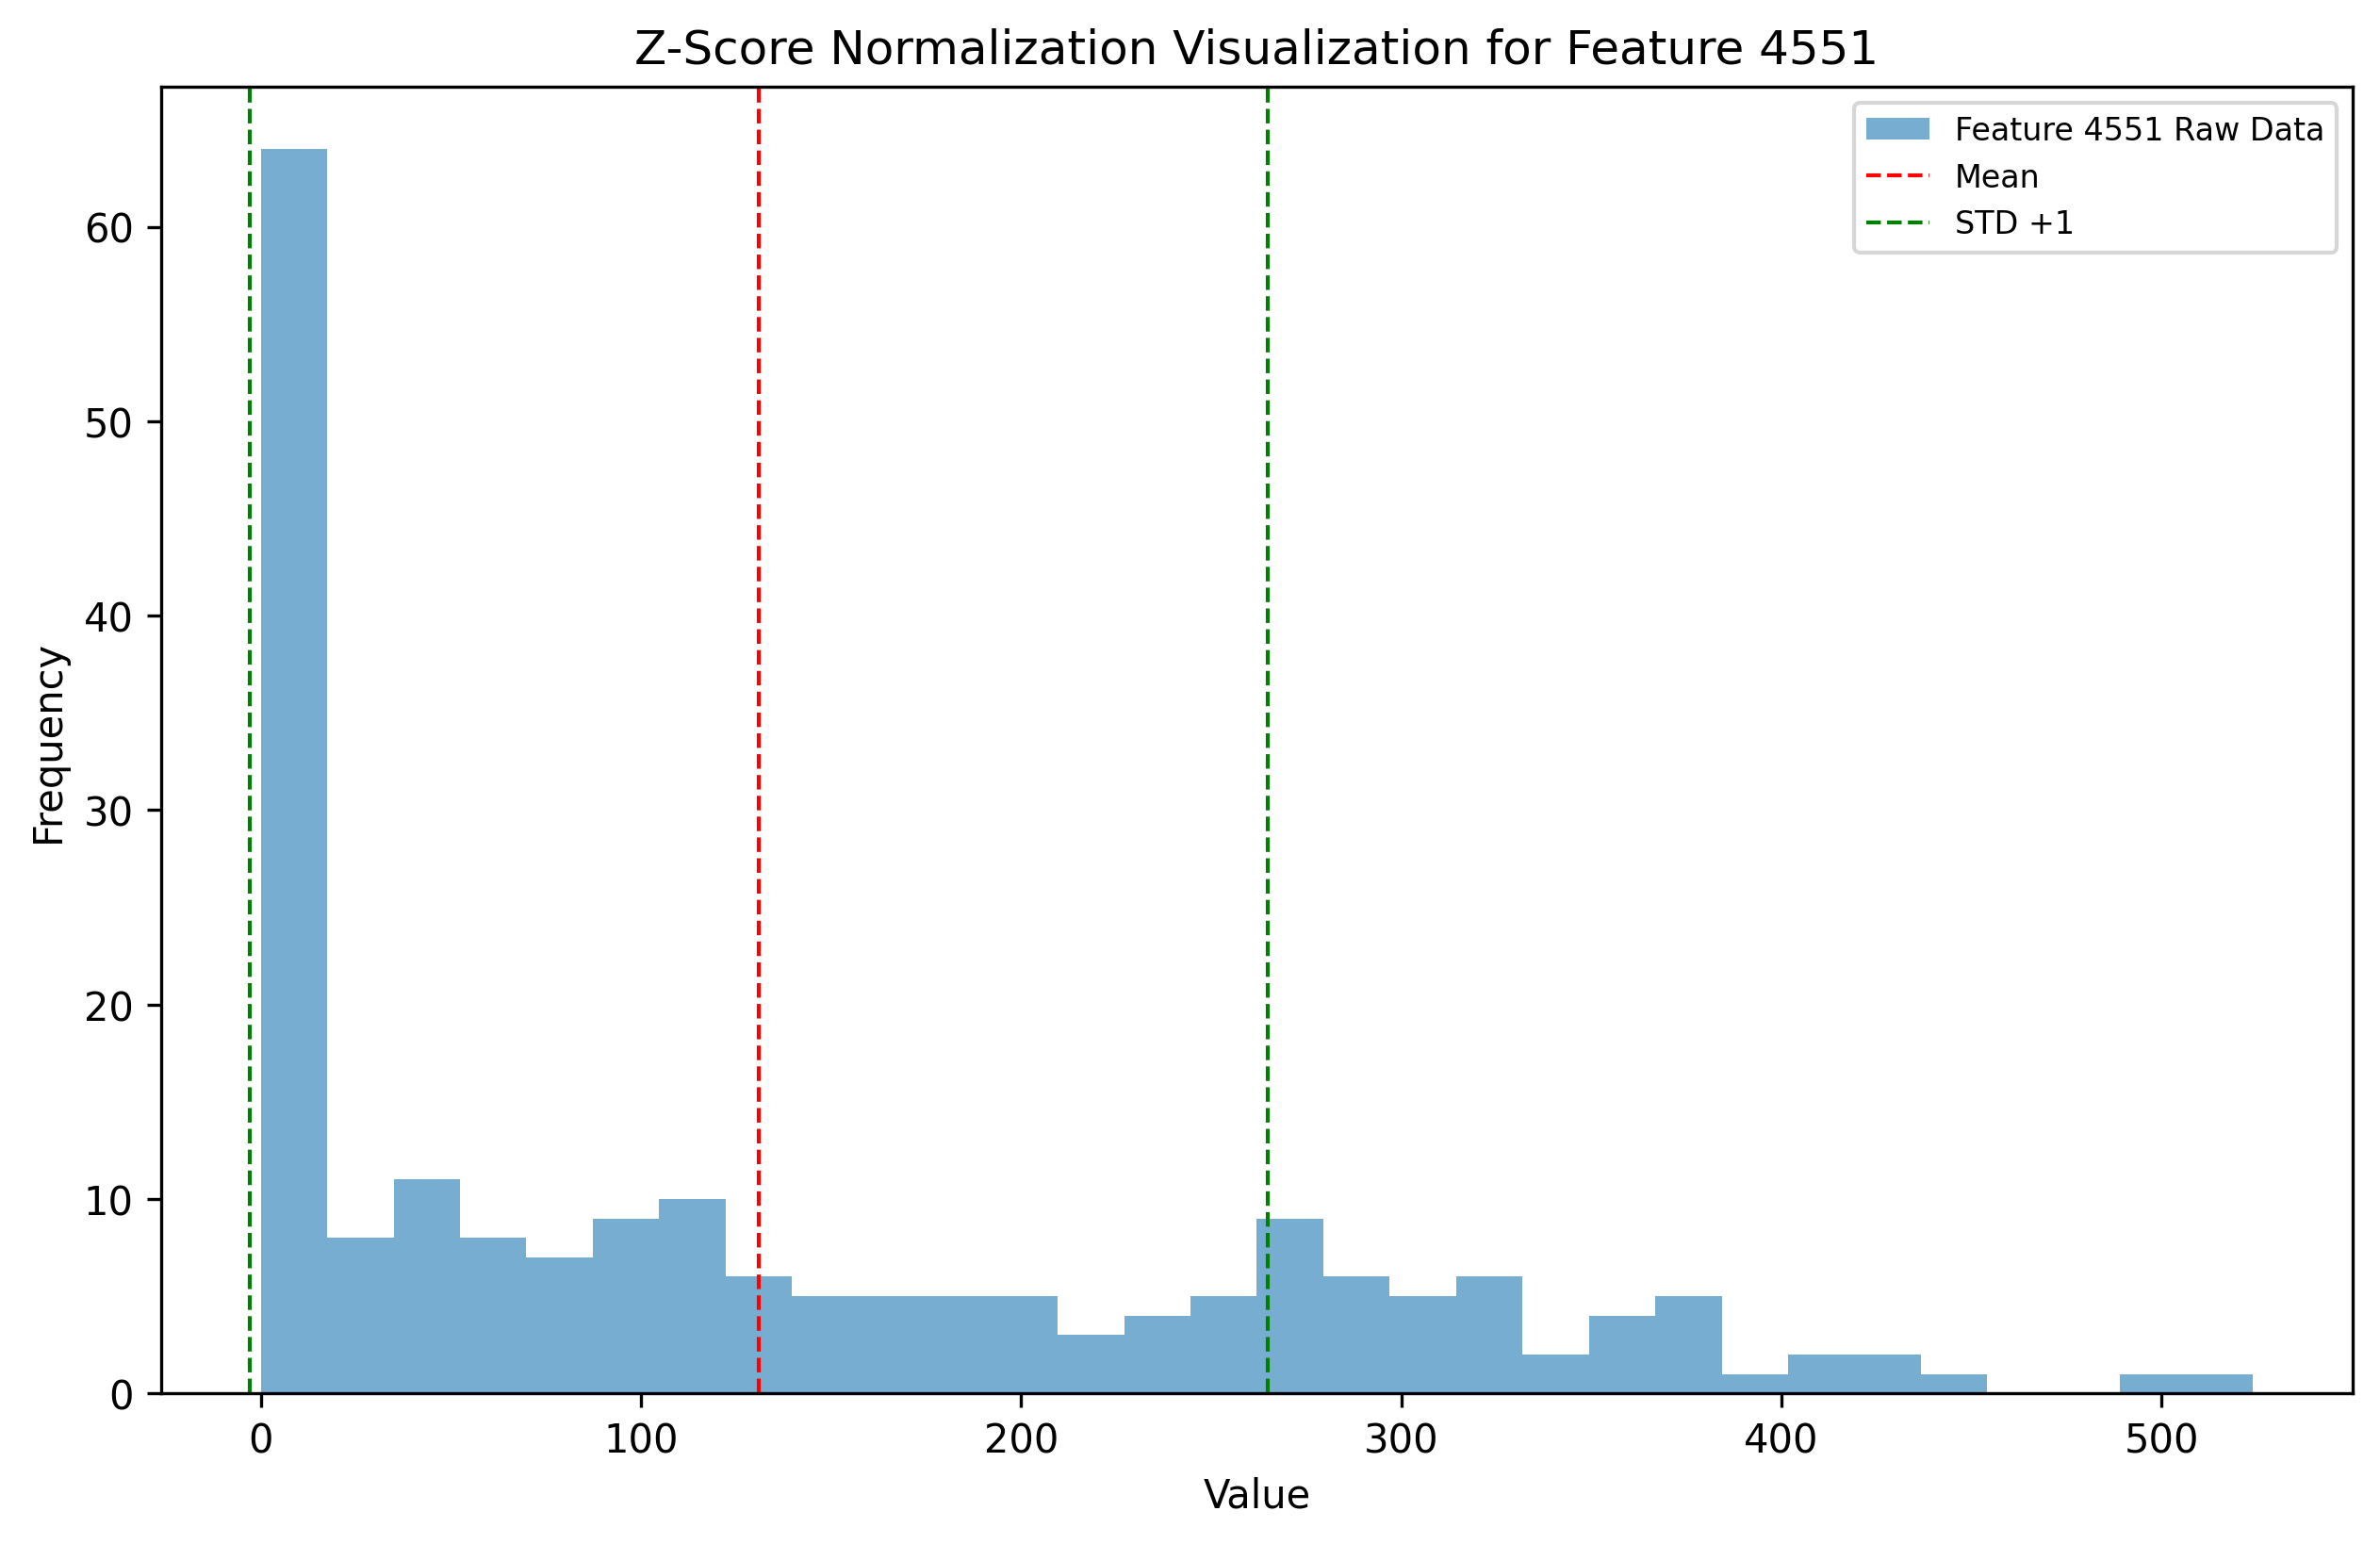 Z-Score Normalization Visualization for Feature 4551
Feature 4551 Raw Data
Mean
STD +1
60
50
40
30
20
10
0
Frequency
0 100 200 300 400 500
Value